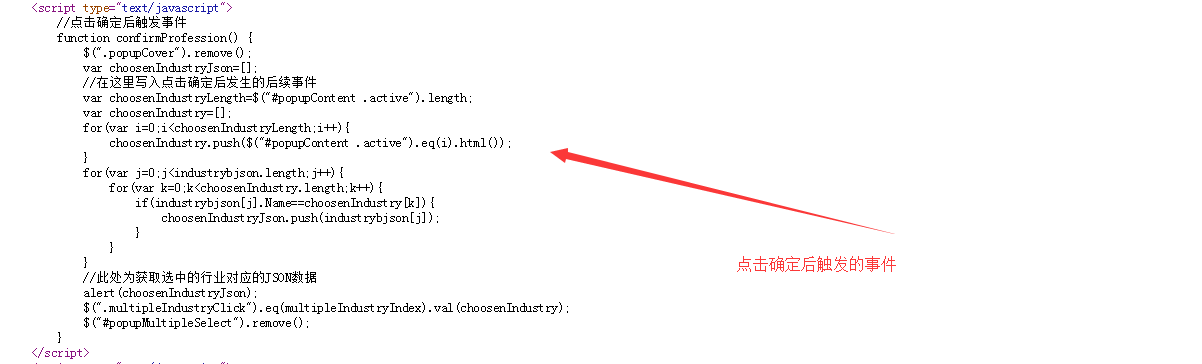 <script type="text/javascript">
//点击确定后触发事件
function confirmProfession() {
$(".popupCover").remove();
var choosenIndustryJson=[];
//在这里写入点击确定后发生的后续事件
var choosenIndustryLength=$("#popupContent .active").length;
var choosenIndustry=[];
for(var i=0;i<choosenIndustryLength;i++){
choosenIndustry.push($("#popupContent .active").eq(i).html());
}
for(var j=0;j<industrybjson.length;j++){
for(var k=0;k<choosenIndustry.length;k++){
if(industrybjson[j].Name==choosenIndustry[k]){
choosenIndustryJson.push(industrybjson[j]);
}
}
}
点击确定后触发的事件
//此处为获取选中的行业对应的JSON数据
alert(choosenIndustryJson);
$(".multipleIndustryClick").eq(multipleIndustryIndex).val(choosenIndustry);
$("#popupMultipleSelect").remove();
}
</script>